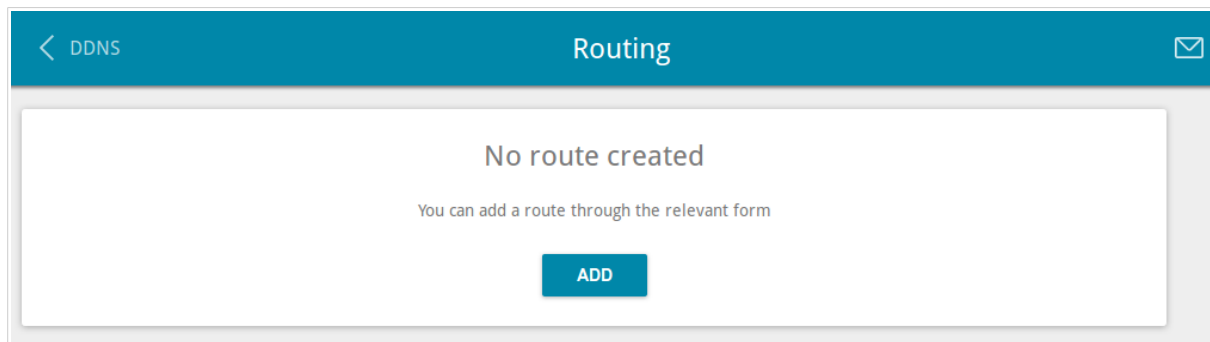 DDNS
Routing
No route created
You can add a route through the relevant form
ADD